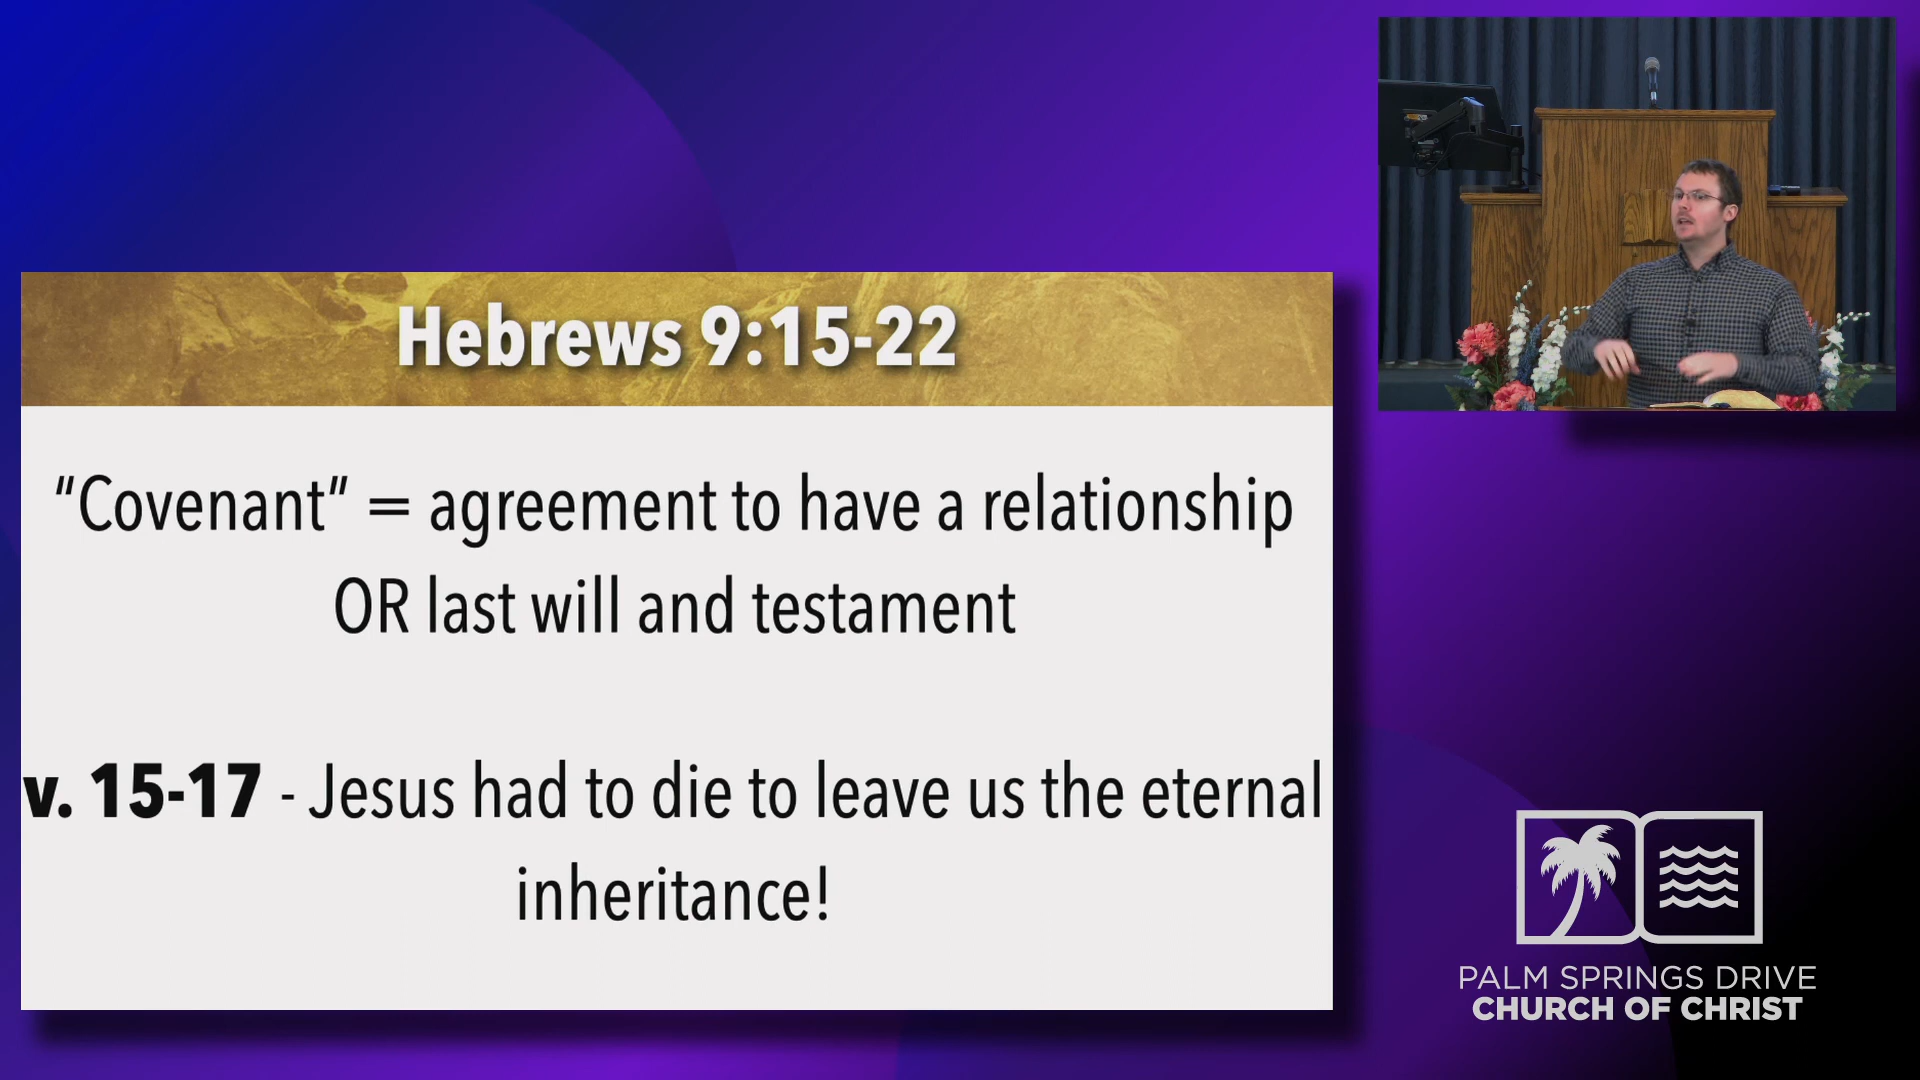 Hebrews 9:15-22
“Covenant” = agreement to have a relationship
OR last will and testament
v. 15-17 - Jesus had to die to leave us the eternal
inheritance!
PALM SPRINGS DRIVE
CHURCH OF CHRIST